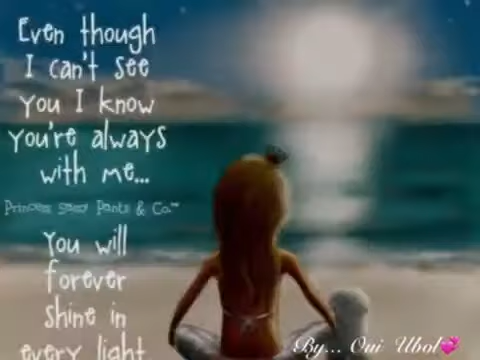 Even though
I can't see
you I know
you're always
with me...
Princess Sassy Pants & Co.™
You will
forever
shine in
every light
By... Oui Ubol